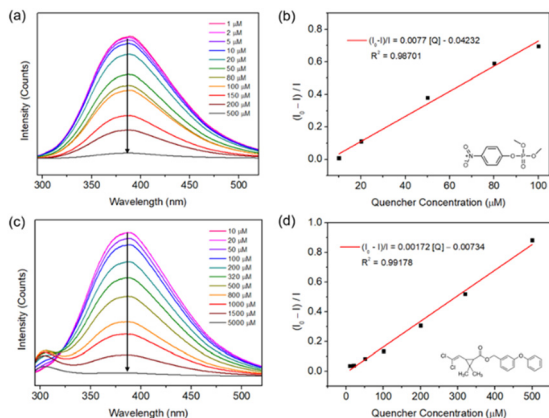 (a)
Intensity (Counts)
1 μM
2 μM
5 μM
10 μM
20 μM
50 μM
80 μM
100 μM
150 μM
200 μM
500 μM
300 350 400 450 500
Wavelength (nm)
(b)
(I₀ – I) / I
0.8
0.6
0.4
0.2
0.0
(I₀-I)/I = 0.0077 [Q] - 0.04232
R² = 0.98701
20 40 60 80 100
Quencher Concentration (μM)
(c)
Intensity (Counts)
10 μM
20 μM
50 μM
100 μM
200 μM
320 μM
500 μM
800 μM
1000 μM
1500 μM
5000 μM
300 350 400 450 500
Wavelength (nm)
(d)
(I₀ – I) / I
1.0
0.8
0.6
0.4
0.2
0.0
(I₀ - I)/I = 0.00172 [Q] – 0.00734
R² = 0.99178
0 100 200 300 400 500
Quencher Concentration (μM)